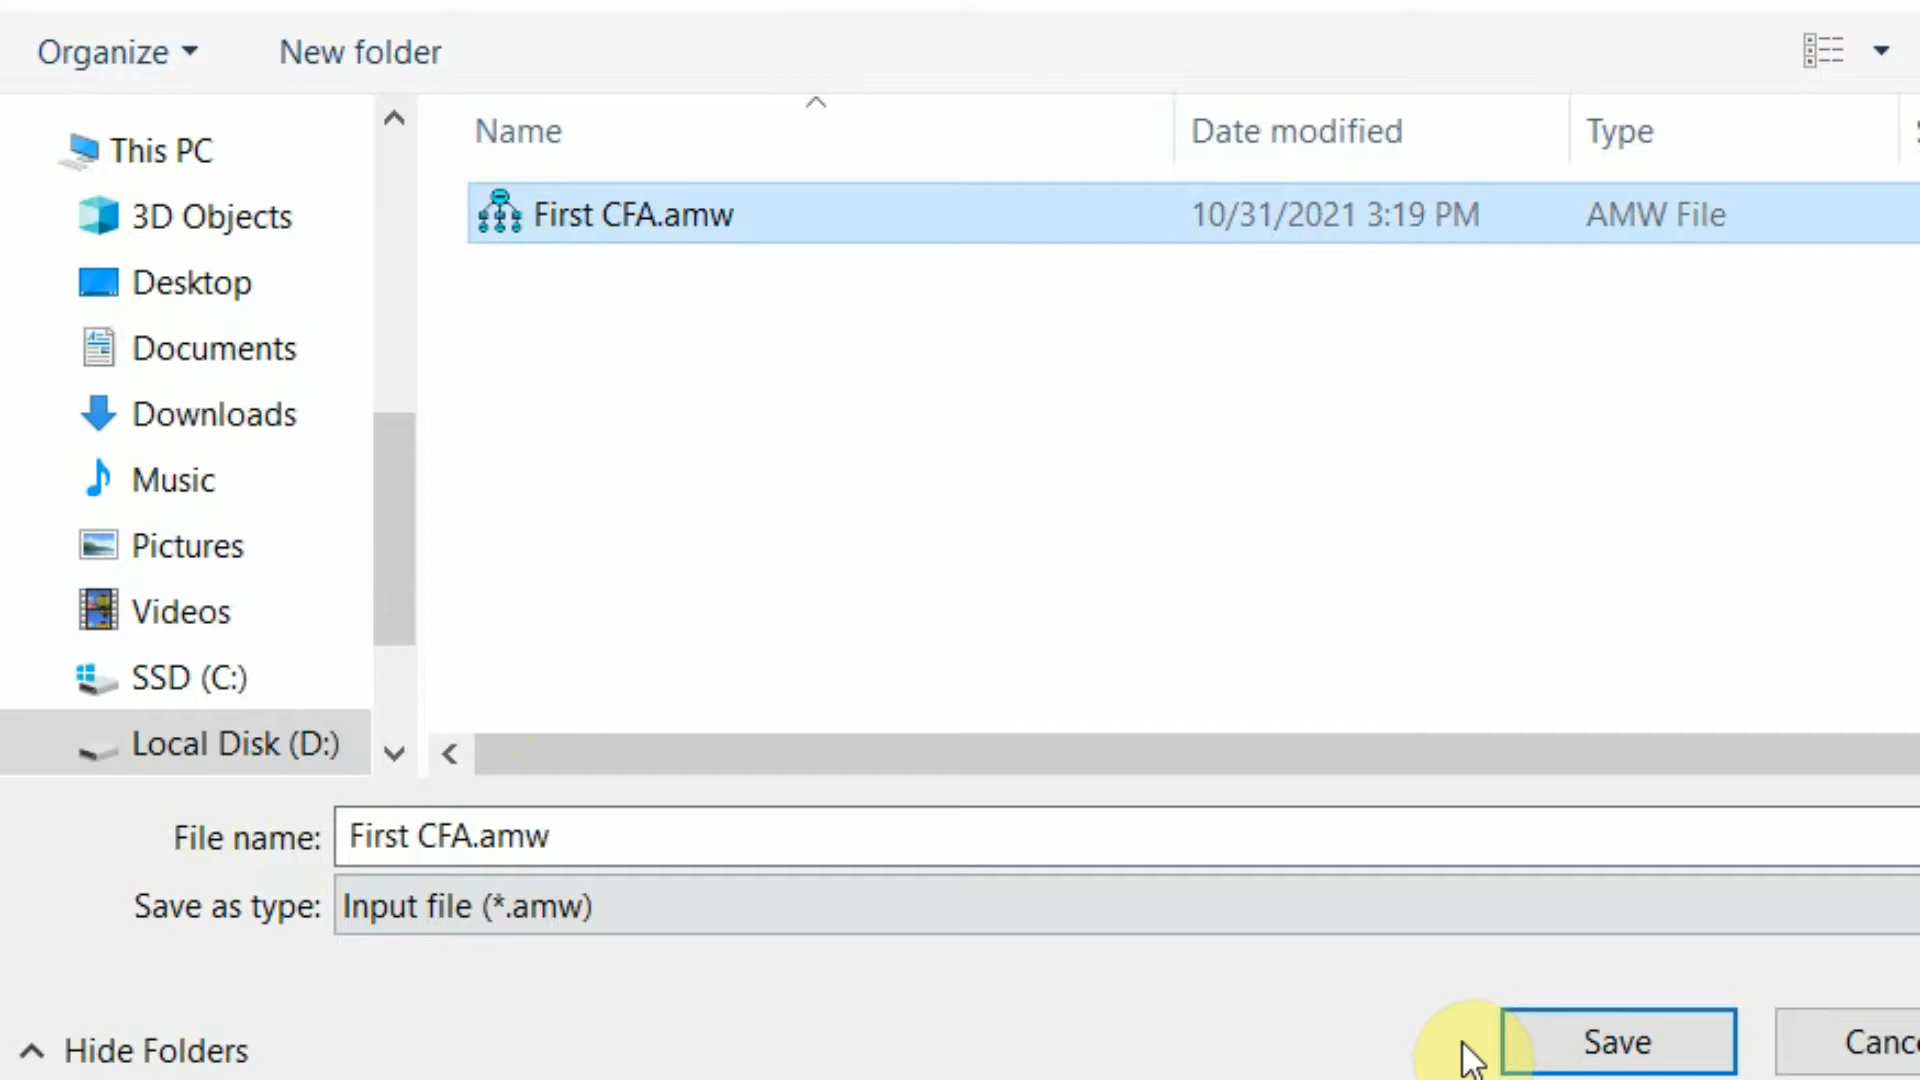 Organize New folder
Name Date modified Type
This PC
3D Objects
Desktop
Documents
Downloads
Music
Pictures
Videos
SSD (C:)
Local Disk (D:)
First CFA.amw 10/31/2021 3:19 PM AMW File
File name: First CFA.amw
Save as type: Input file (*.amw)
Hide Folders Save